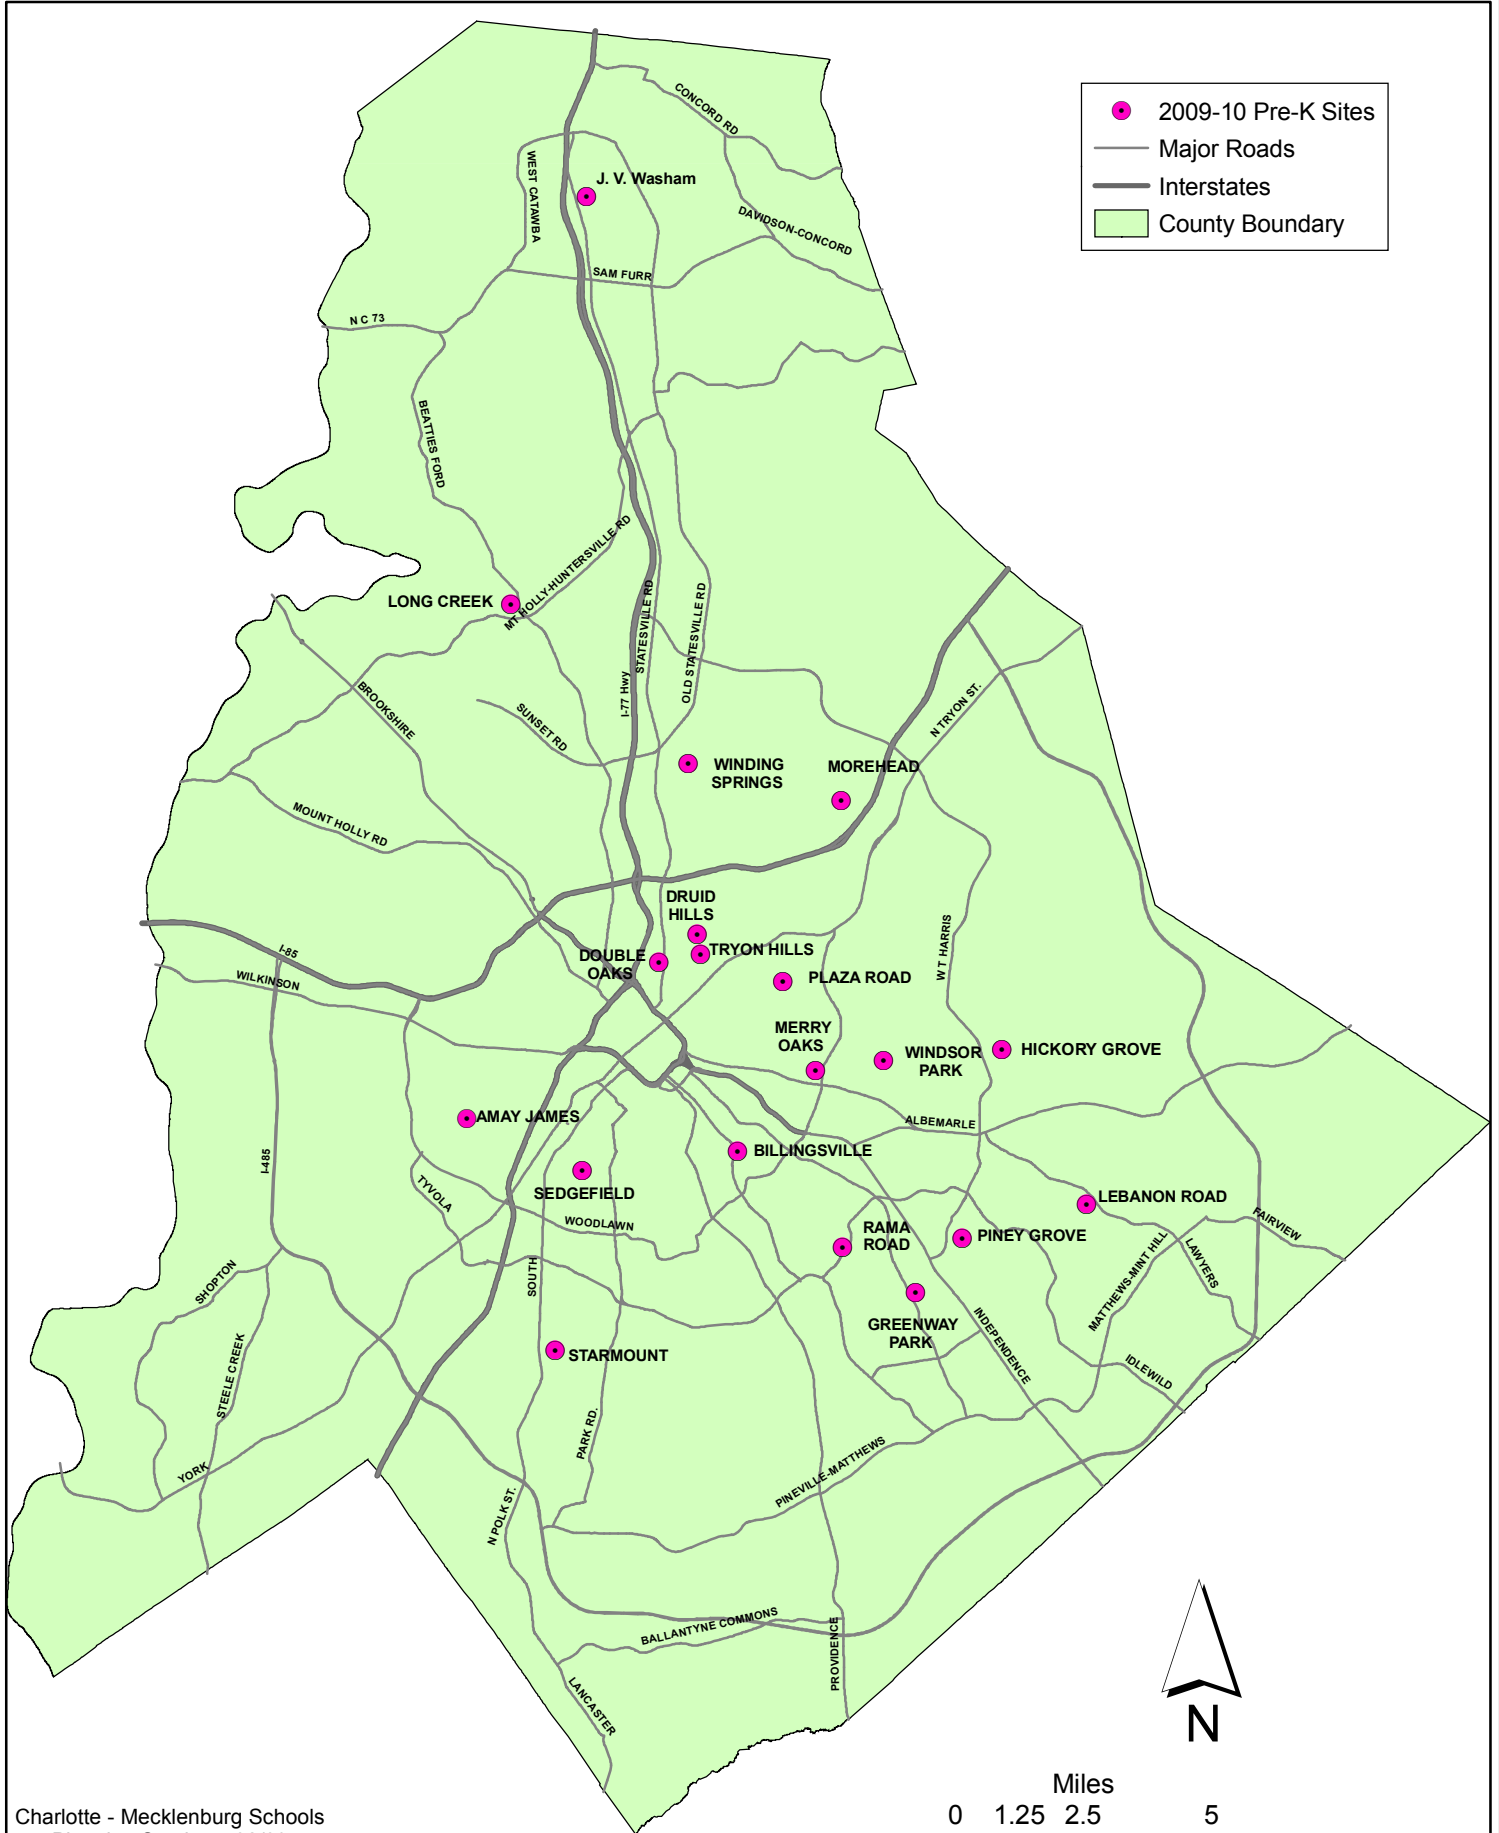 2009-10 Pre-K Sites
Major Roads
Interstates
County Boundary
CONCORD RD
WEST CATAWBA
J. V. Washam
DAVIDSON-CONCORD
SAM FURR
N C 73
BEATTIES FORD
MT HOLLY-HUNTERSVILLE RD
LONG CREEK
STATESVILLE RD
OLD STATESVILLE RD
I-77 Hwy
BROOKSHIRE
SUNSET RD
N TRYON ST.
WINDING
SPRINGS
MOREHEAD
MOUNT HOLLY RD
DRUID
HILLS
TRYON HILLS
DOUBLE
OAKS
PLAZA ROAD
W T HARRIS
I-85
WILKINSON
MERRY
OAKS
WINDSOR
PARK
HICKORY GROVE
AMAY JAMES
ALBEMARLE
BILLINGSVILLE
I-485
TYVOLA
SEDGEFIELD
WOODLAWN
LEBANON ROAD
RAMA
ROAD
PINEY GROVE
FAIRVIEW
LAWYERS
MATTHEWS-MINT HILL
SHOPTON
SOUTH
GREENWAY
PARK
INDEPENDENCE
STARMOUNT
STEELE CREEK
IDLEWILD
PARK RD.
YORK
PINEVILLE-MATTHEWS
N POLK ST.
BALLANTYNE COMMONS
PROVIDENCE
LANCASTER
N
Miles
0 1.25 2.5 5
Charlotte - Mecklenburg Schools